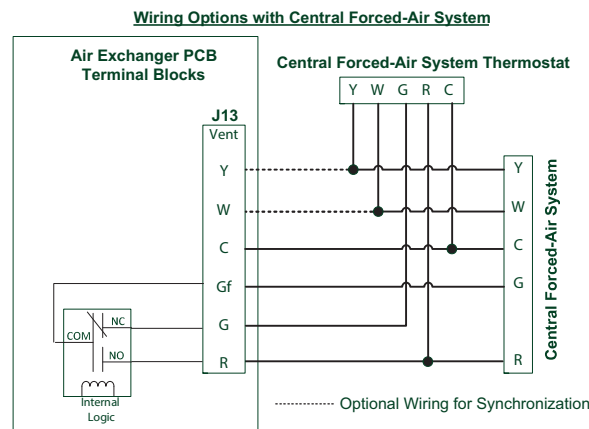 Wiring Options with Central Forced-Air System
Air Exchanger PCB
Terminal Blocks
Central Forced-Air System Thermostat
Y W G R C
J13
Vent
Y
W
C
Gf
G
R
Y
W
C
G
R
Central Forced-Air System
NC
COM
NO
Internal
Logic
Optional Wiring for Synchronization